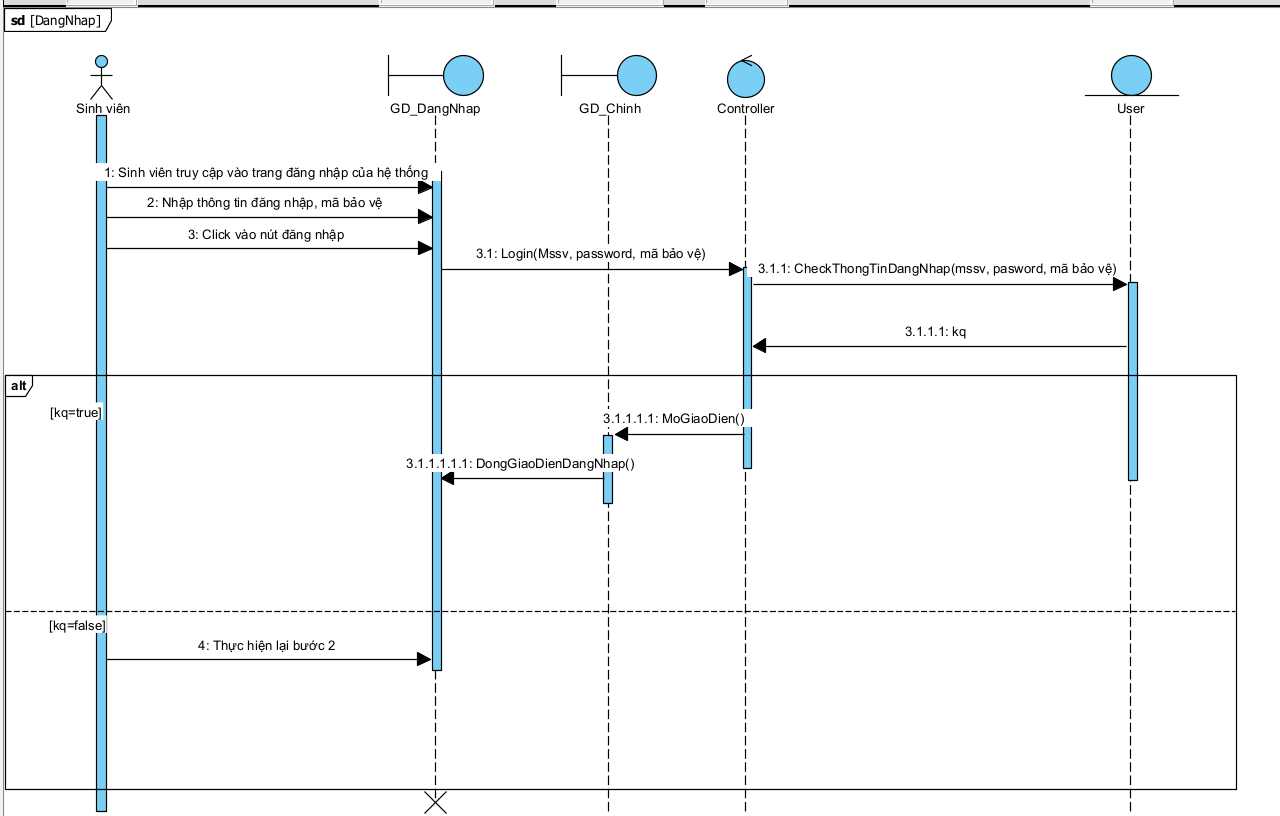 sd [DangNhap]
Sinh viên
GD_DangNhap
GD_Chinh
Controller
User
1: Sinh viên truy cập vào trang đăng nhập của hệ thống
2: Nhập thông tin đăng nhập, mã bảo vệ
3: Click vào nút đăng nhập
3.1: Login(Mssv, password, mã bảo vệ)
3.1.1: CheckThongTinDangNhap(mssv, pasword, mã bảo vệ)
3.1.1.1: kq
alt
[kq=true]
3.1.1.1.1: MoGiaoDien()
3.1.1.1.1.1: DongGiaoDienDangNhap()
[kq=false]
4: Thực hiện lại bước 2